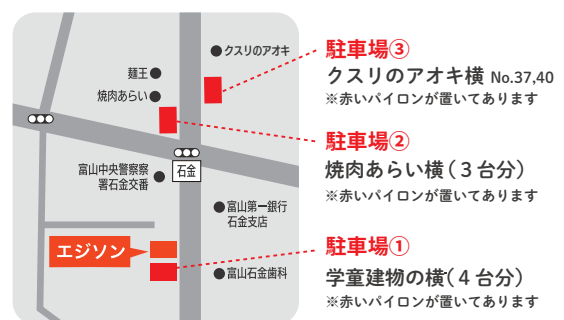 クスリのアオキ
麺王
焼肉あらい
石金
富山中央警察察
署石金交番
富山第一銀行
石金支店
エジソン
富山石金歯科
駐車場③
クスリのアオキ横 No.37,40
※赤いパイロンが置いてあります
駐車場②
焼肉あらい横(3台分)
※赤いパイロンが置いてあります
駐車場①
学童建物の横(4台分)
※赤いパイロンが置いてあります